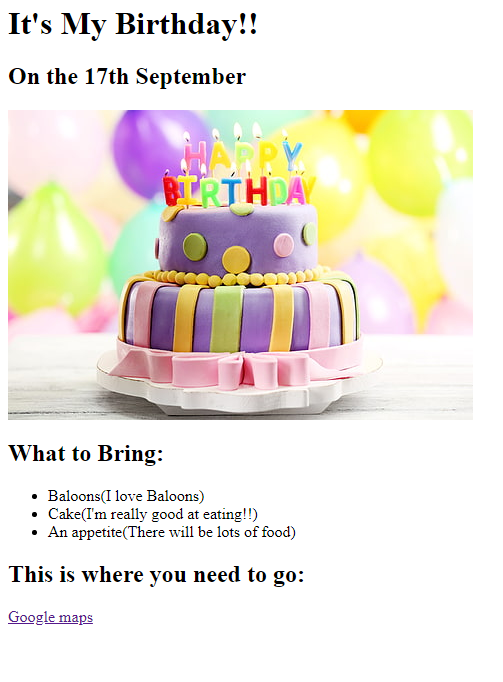 It's My Birthday!!
On the 17th September
HAPPY
BIRTHDAY
What to Bring:
Baloons(I love Baloons)
Cake(I'm really good at eating!!)
An appetite(There will be lots of food)
This is where you need to go:
Google maps